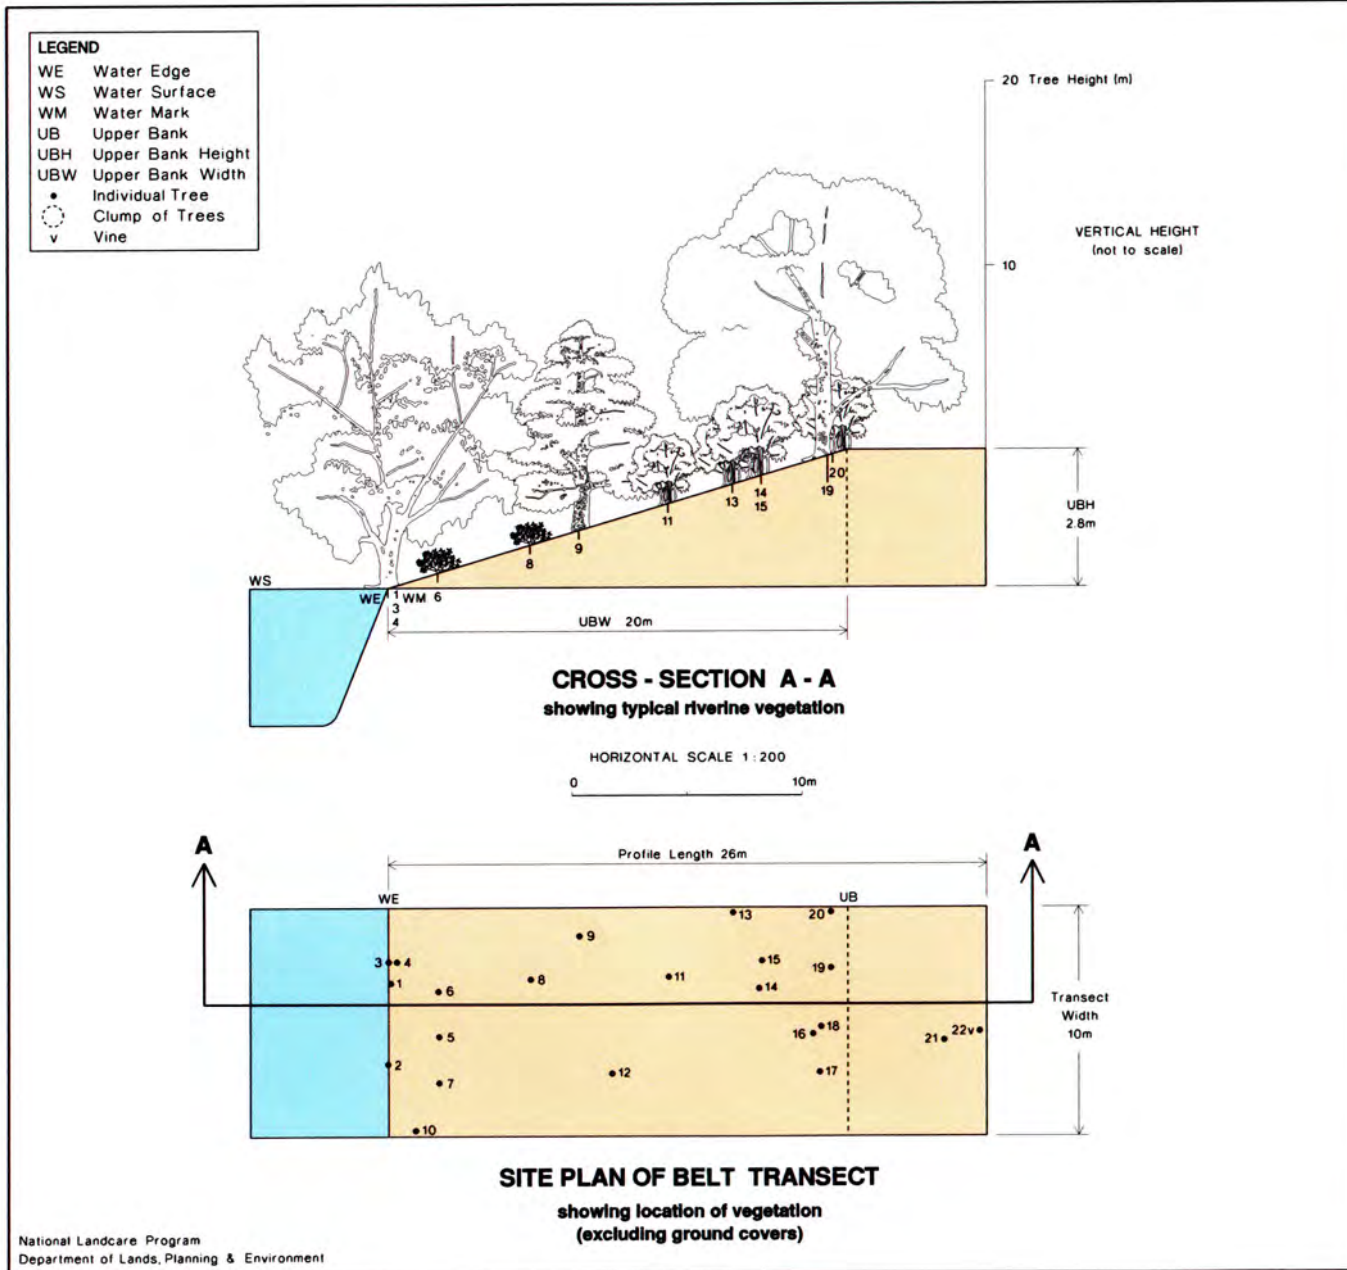 LEGEND
WE Water Edge
WS Water Surface
WM Water Mark
UB Upper Bank
UBH Upper Bank Height
UBW Upper Bank Width
• Individual Tree
Clump of Trees
v Vine
20 Tree Height (m)
VERTICAL HEIGHT
(not to scale)
10
20
19
14
15
13
11
9
8
UBH
2.8m
WS
WE 1 WM 6
3
4
UBW 20m
CROSS - SECTION A - A
showing typical riverine vegetation
HORIZONTAL SCALE 1 : 200
0 10m
A A
Profile Length 26m
WE UB
13 20
9
3 4 15 19
1 6 8 11 14
Transect
Width
10m
5 16 18 21 22v
2 12 17
7
10
SITE PLAN OF BELT TRANSECT
showing location of vegetation
(excluding ground covers)
National Landcare Program
Department of Lands, Planning & Environment